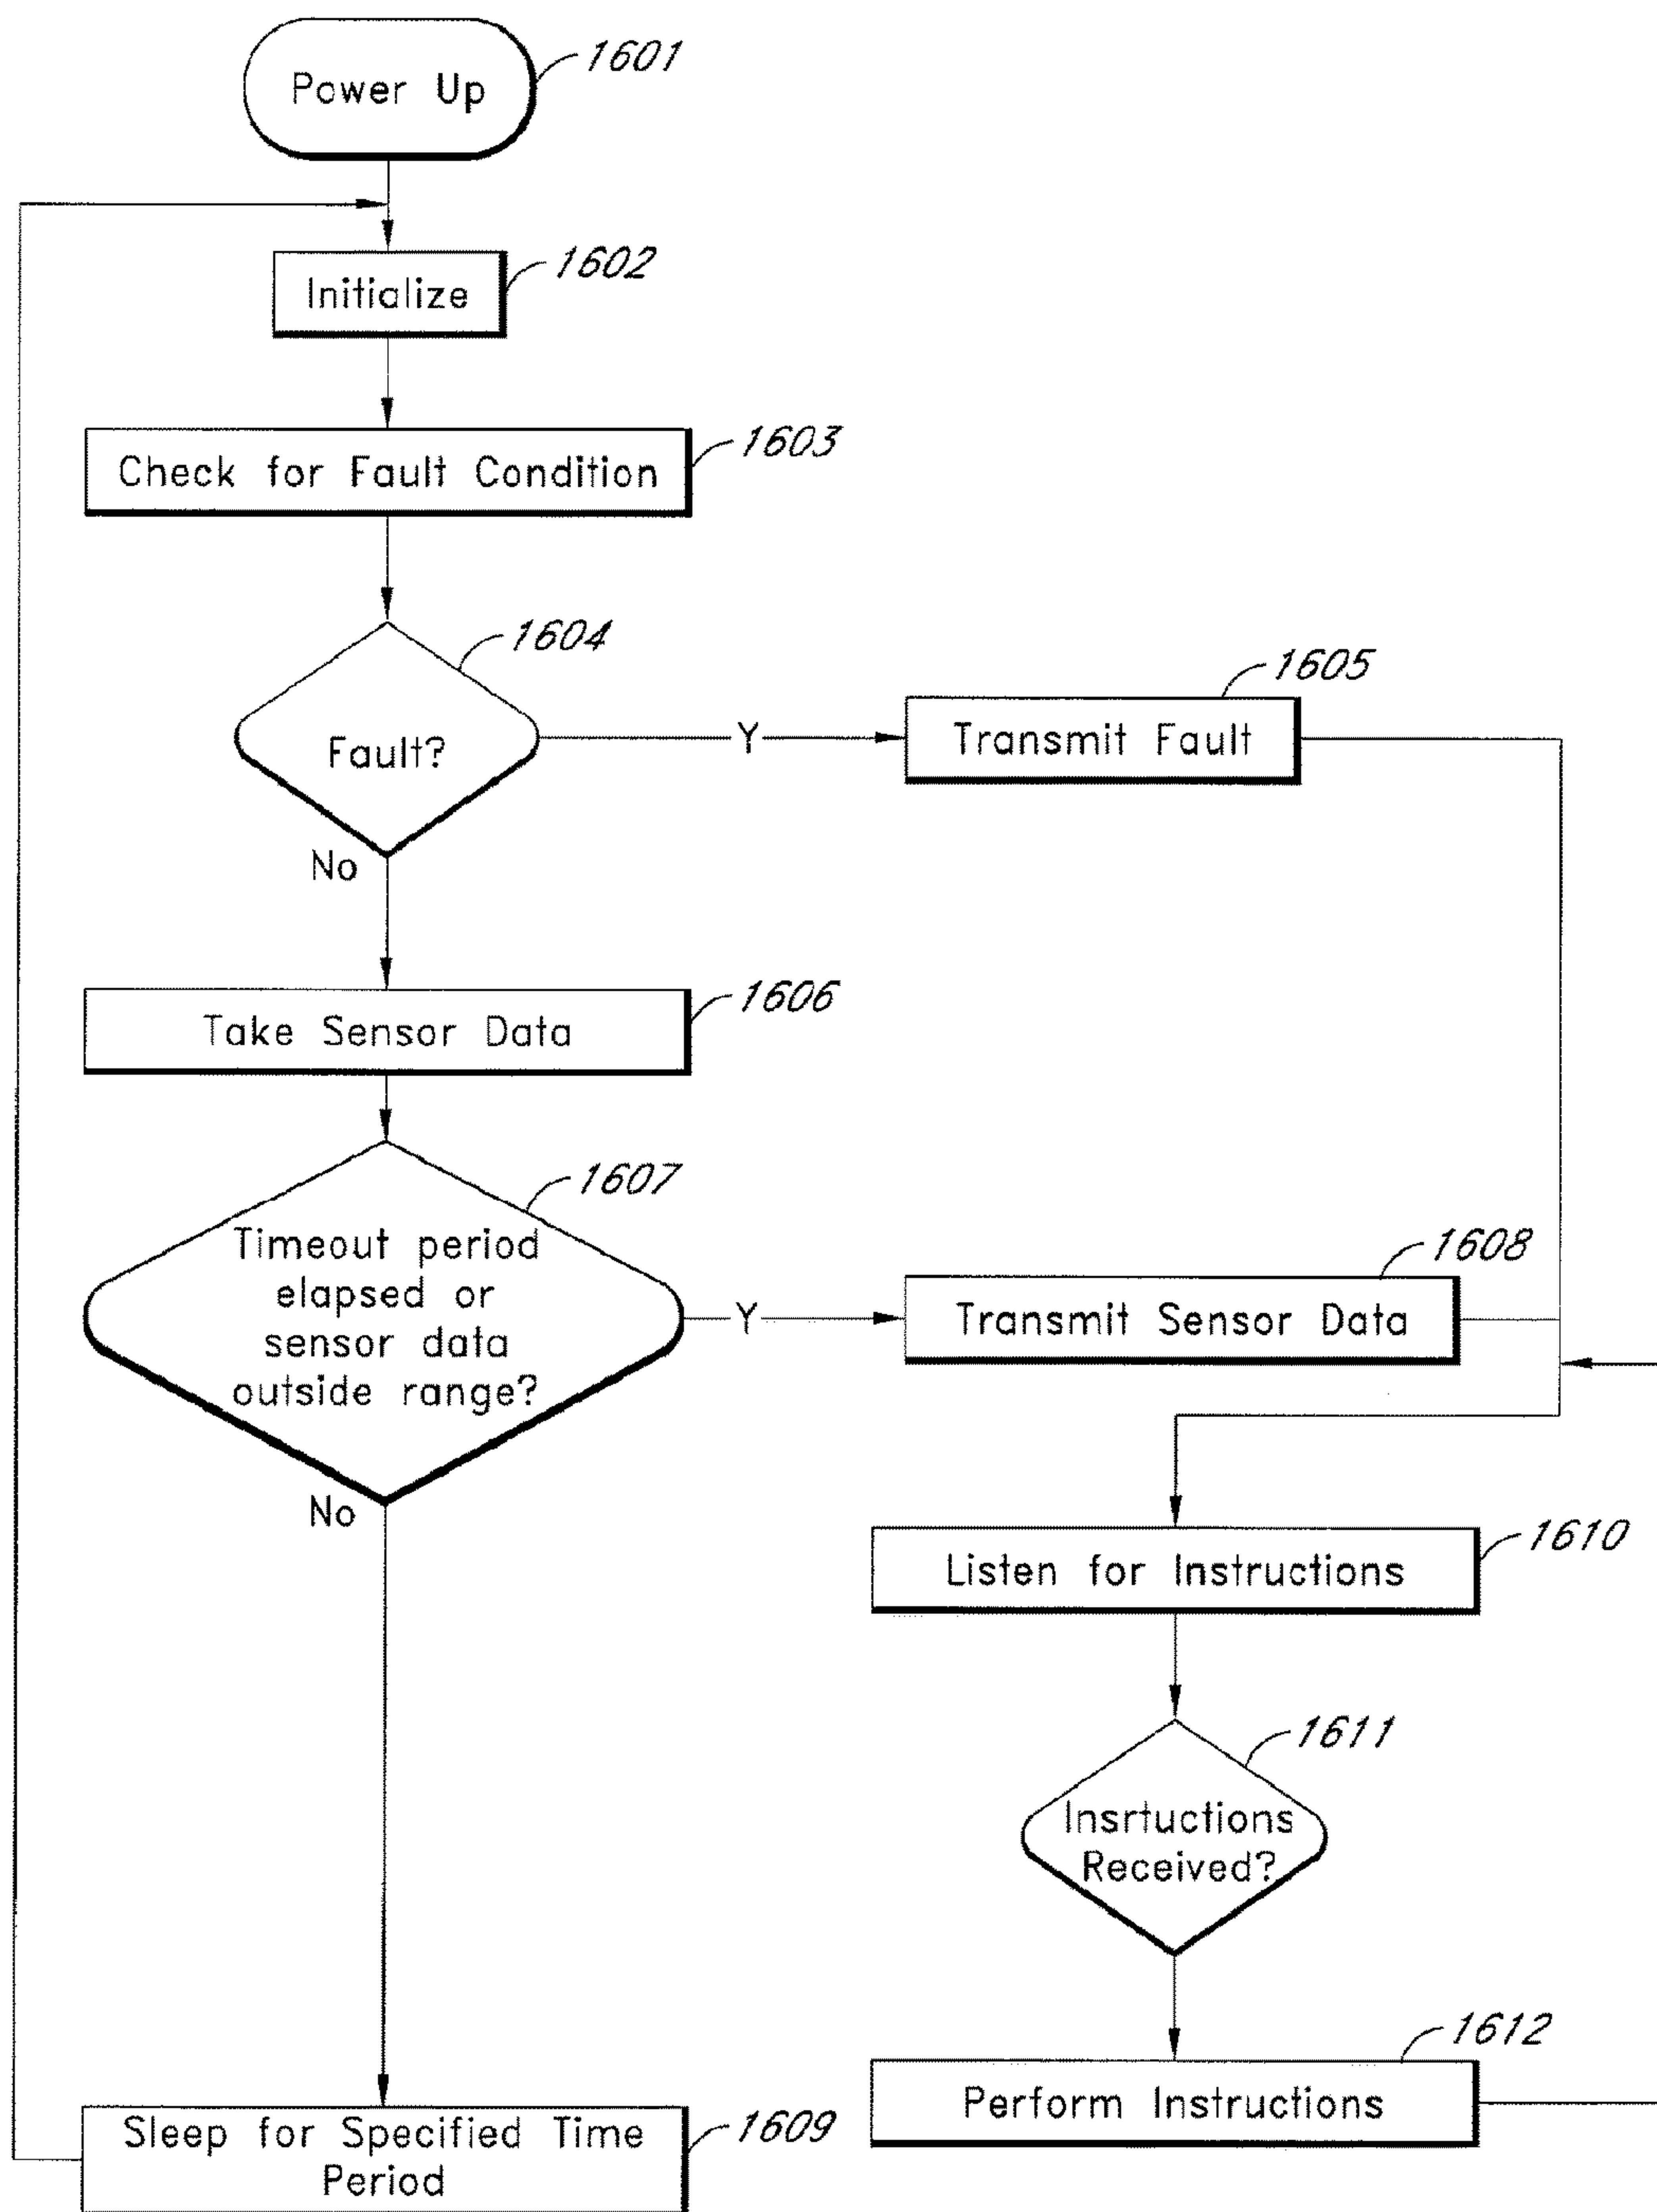 Power Up
1601
Initialize
1602
Check for Fault Condition
1603
1604
Fault?
Y
No
Transmit Fault
1605
Take Sensor Data
1606
1607
Timeout period
elapsed or
sensor data
outside range?
Y
No
Transmit Sensor Data
1608
Listen for Instructions
1610
1611
Insrtuctions
Received?
Perform Instructions
1612
Sleep for Specified Time
Period
1609